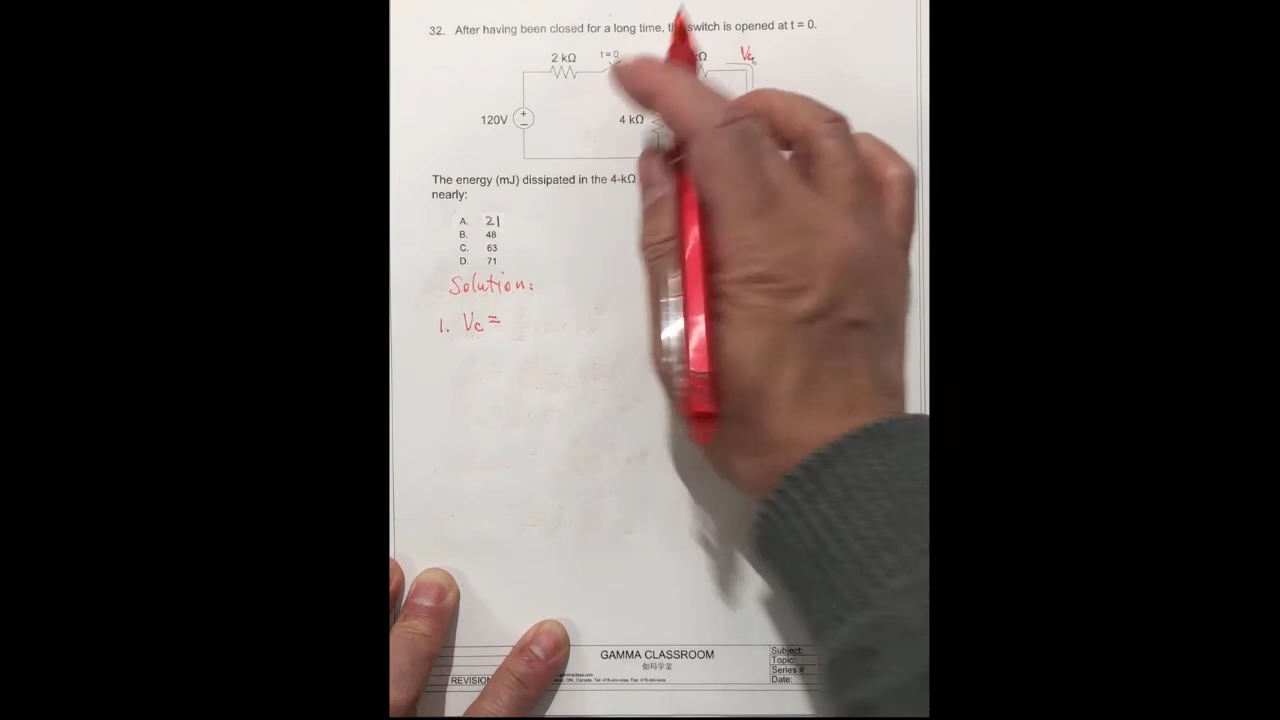 32. After having been closed for a long time, switch is opened at t = 0.
2 kΩ
t = 0
Ω
Vc
120V
+
−
4 kΩ
The energy (mJ) dissipated in the 4-kΩ
nearly:
A. 21
B. 48
C. 63
D. 71
Solution:
1. Vc =
GAMMA CLASSROOM
伽玛学堂
REVISION
Subject:
Topic:
Series #
Date: